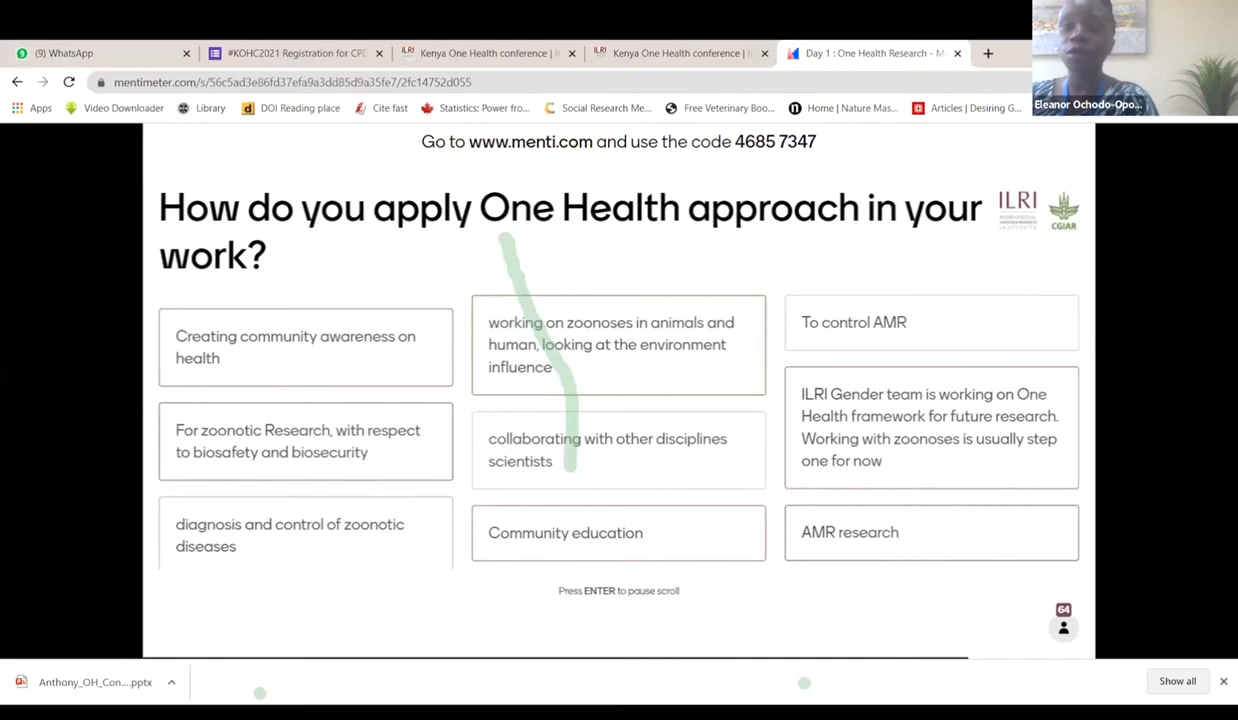 (9) WhatsApp
#KOHC2021 Registration for CPD
Kenya One Health conference | I
Kenya One Health conference | I
Day 1 : One Health Research - M
mentimeter.com/s/56c5ad3e86fd37efa9a3dd85d9a35fe7/2fc14752d055
Apps
Video Downloader
Library
DOI Reading place
Cite fast
Statistics: Power fro...
Social Research Me...
Free Veterinary Boo...
Home | Nature Mas...
Articles | Desiring G...
Eleanor Ochodo-Opo...
Go to www.menti.com and use the code 4685 7347
How do you apply One Health approach in your
work?
ILRI
INTERNATIONAL
LIVESTOCK RESEARCH
INSTITUTE
CGIAR
Creating community awareness on
health
For zoonotic Research, with respect
to biosafety and biosecurity
diagnosis and control of zoonotic
diseases
working on zoonoses in animals and
human, looking at the environment
influence
collaborating with other disciplines
scientists
Community education
To control AMR
ILRI Gender team is working on One
Health framework for future research.
Working with zoonoses is usually step
one for now
AMR research
Press ENTER to pause scroll
64
Anthony_OH_Con....pptx
Show all